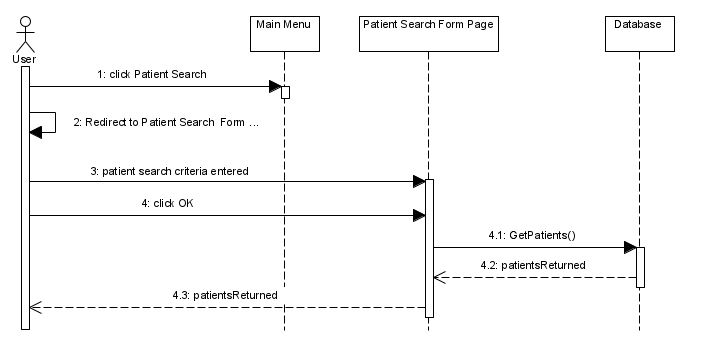 Main Menu
Patient Search Form Page
Database
User
1: click Patient Search
2: Redirect to Patient Search Form ...
3: patient search criteria entered
4: click OK
4.1: GetPatients()
4.2: patientsReturned
4.3: patientsReturned